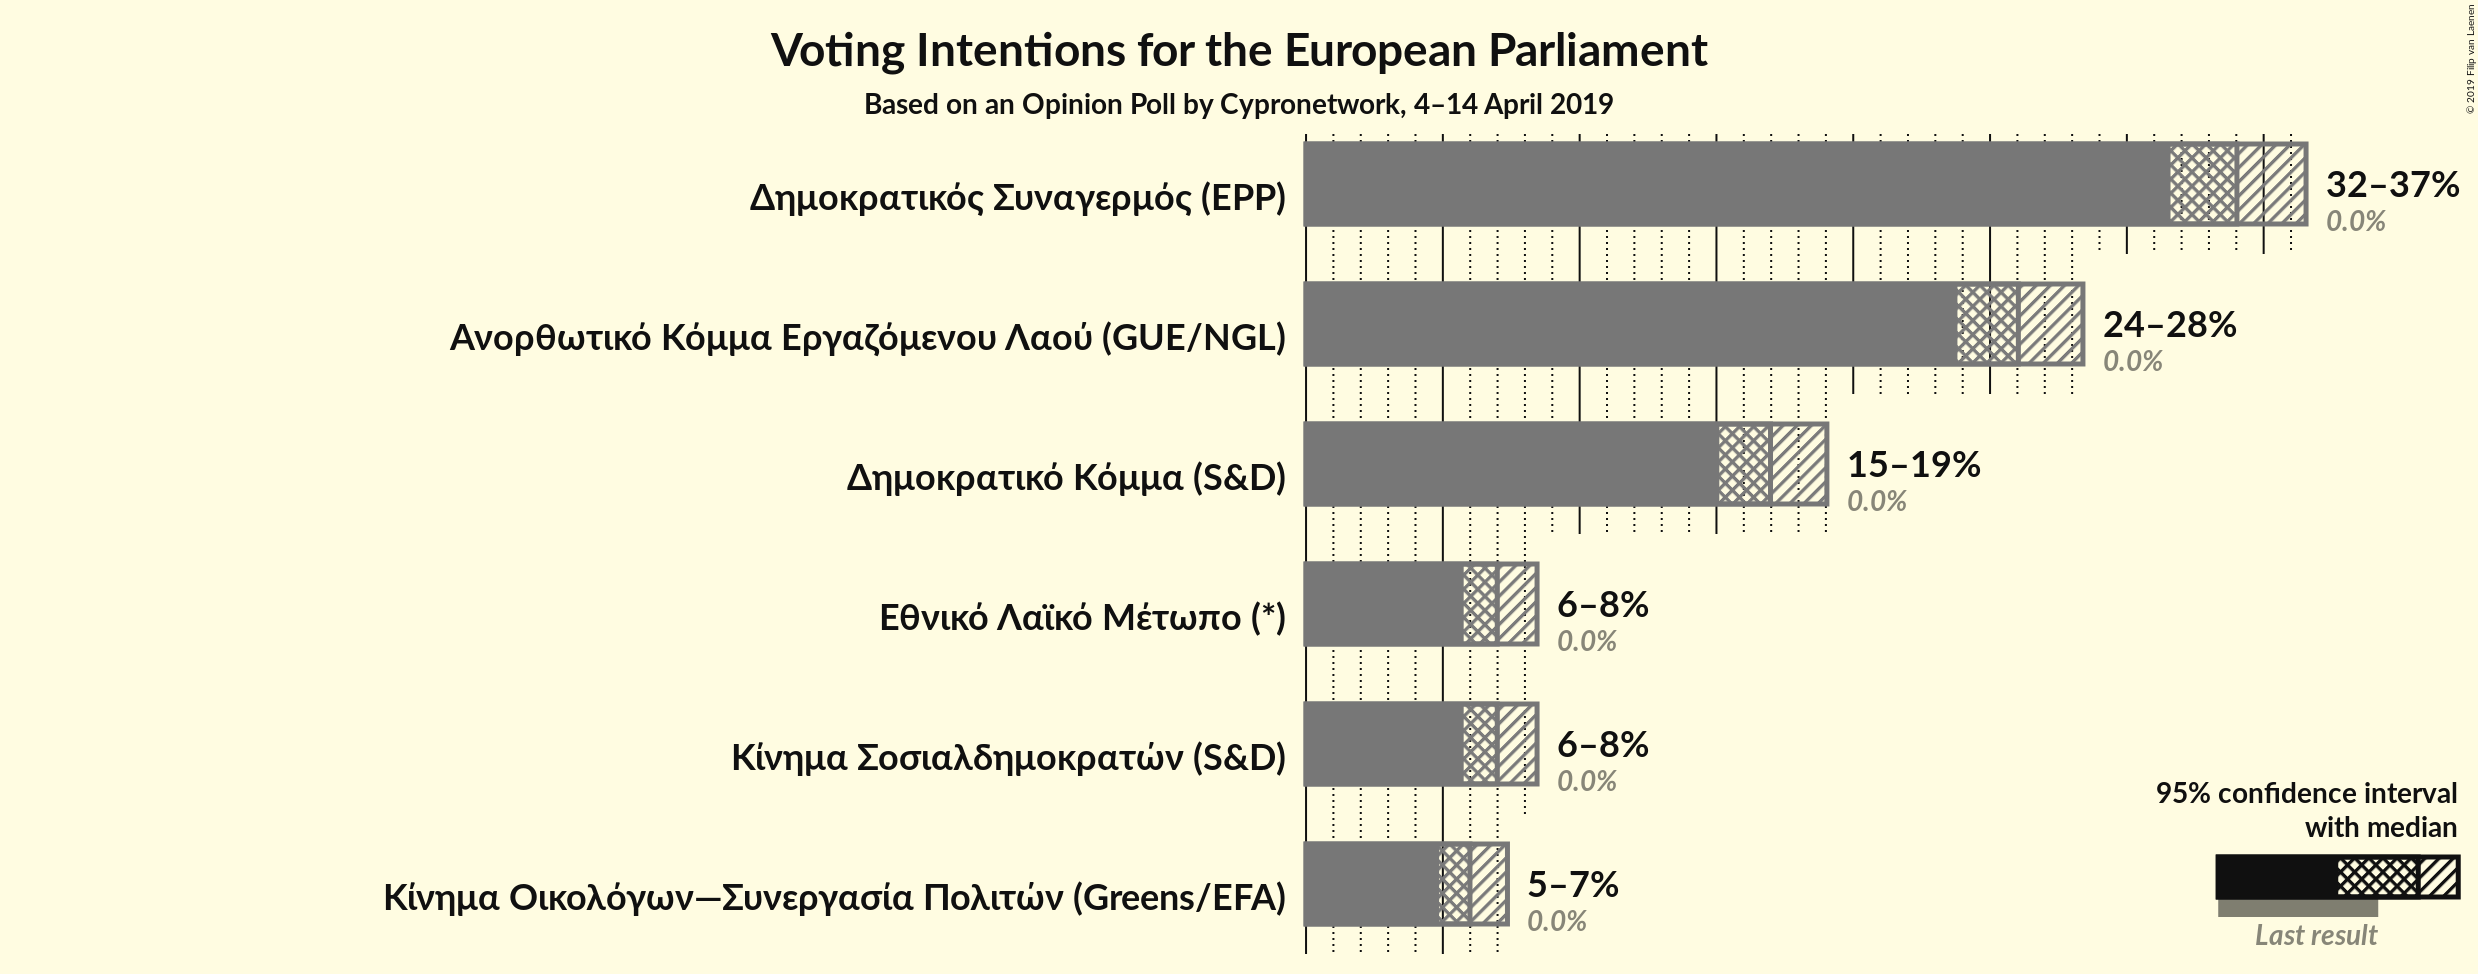 Voting Intentions for the European Parliament
Based on an Opinion Poll by Cypronetwork, 4–14 April 2019
© 2019 Filip van Laenen
Δημοκρατικός Συναγερμός (EPP)
32–37%
0.0%
Ανορθωτικό Κόμμα Εργαζόμενου Λαού (GUE/NGL)
24–28%
0.0%
Δημοκρατικό Κόμμα (S&D)
15–19%
0.0%
Εθνικό Λαϊκό Μέτωπο (*)
6–8%
0.0%
Κίνημα Σοσιαλδημοκρατών (S&D)
6–8%
0.0%
Κίνημα Οικολόγων—Συνεργασία Πολιτών (Greens/EFA)
5–7%
0.0%
95% confidence interval
with median
Last result